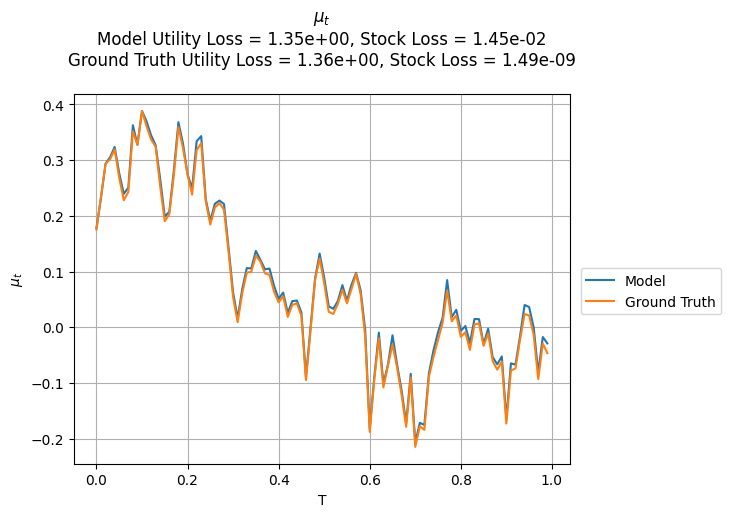 μₜ
Model Utility Loss = 1.35e+00, Stock Loss = 1.45e-02
Ground Truth Utility Loss = 1.36e+00, Stock Loss = 1.49e-09
0.4
0.3
0.2
0.1
0.0
−0.1
−0.2
μₜ
0.0 0.2 0.4 0.6 0.8 1.0
T
Model
Ground Truth